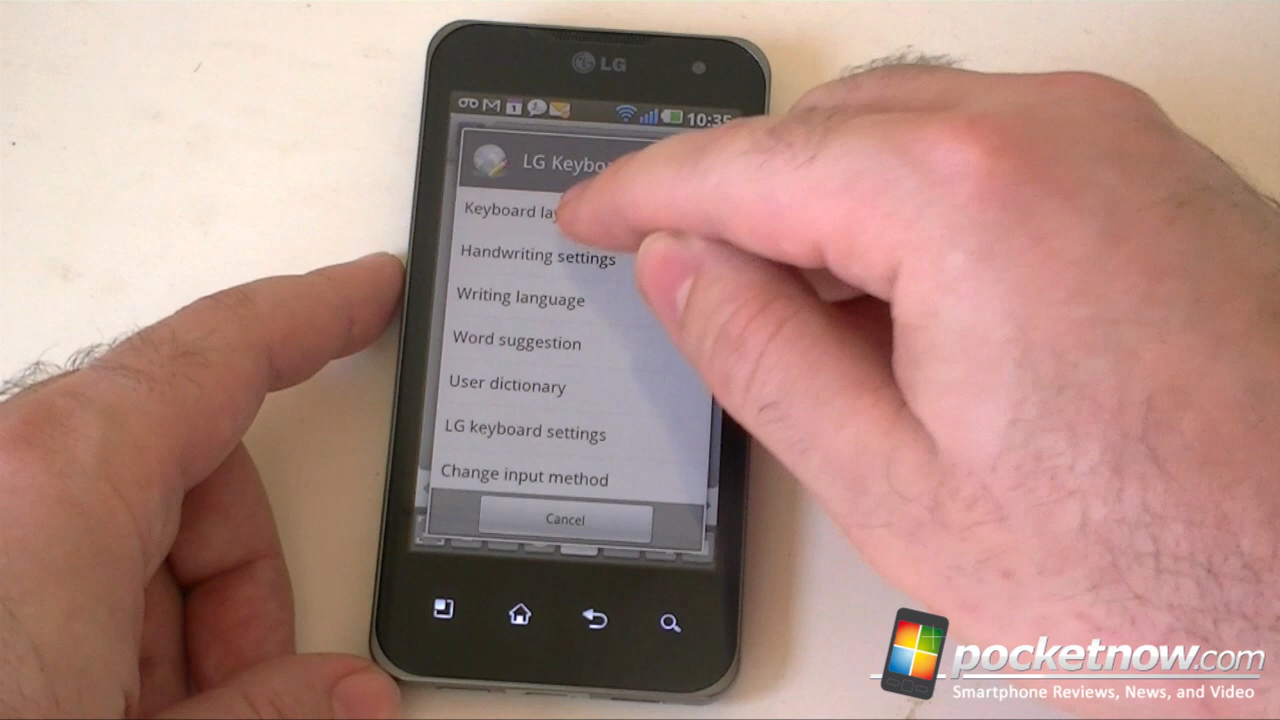 LG
10:35
LG Keybo
Keyboard lay
Handwriting settings
Writing language
Word suggestion
User dictionary
LG keyboard settings
Change input method
Cancel
pocketnow.com
Smartphone Reviews, News, and Video